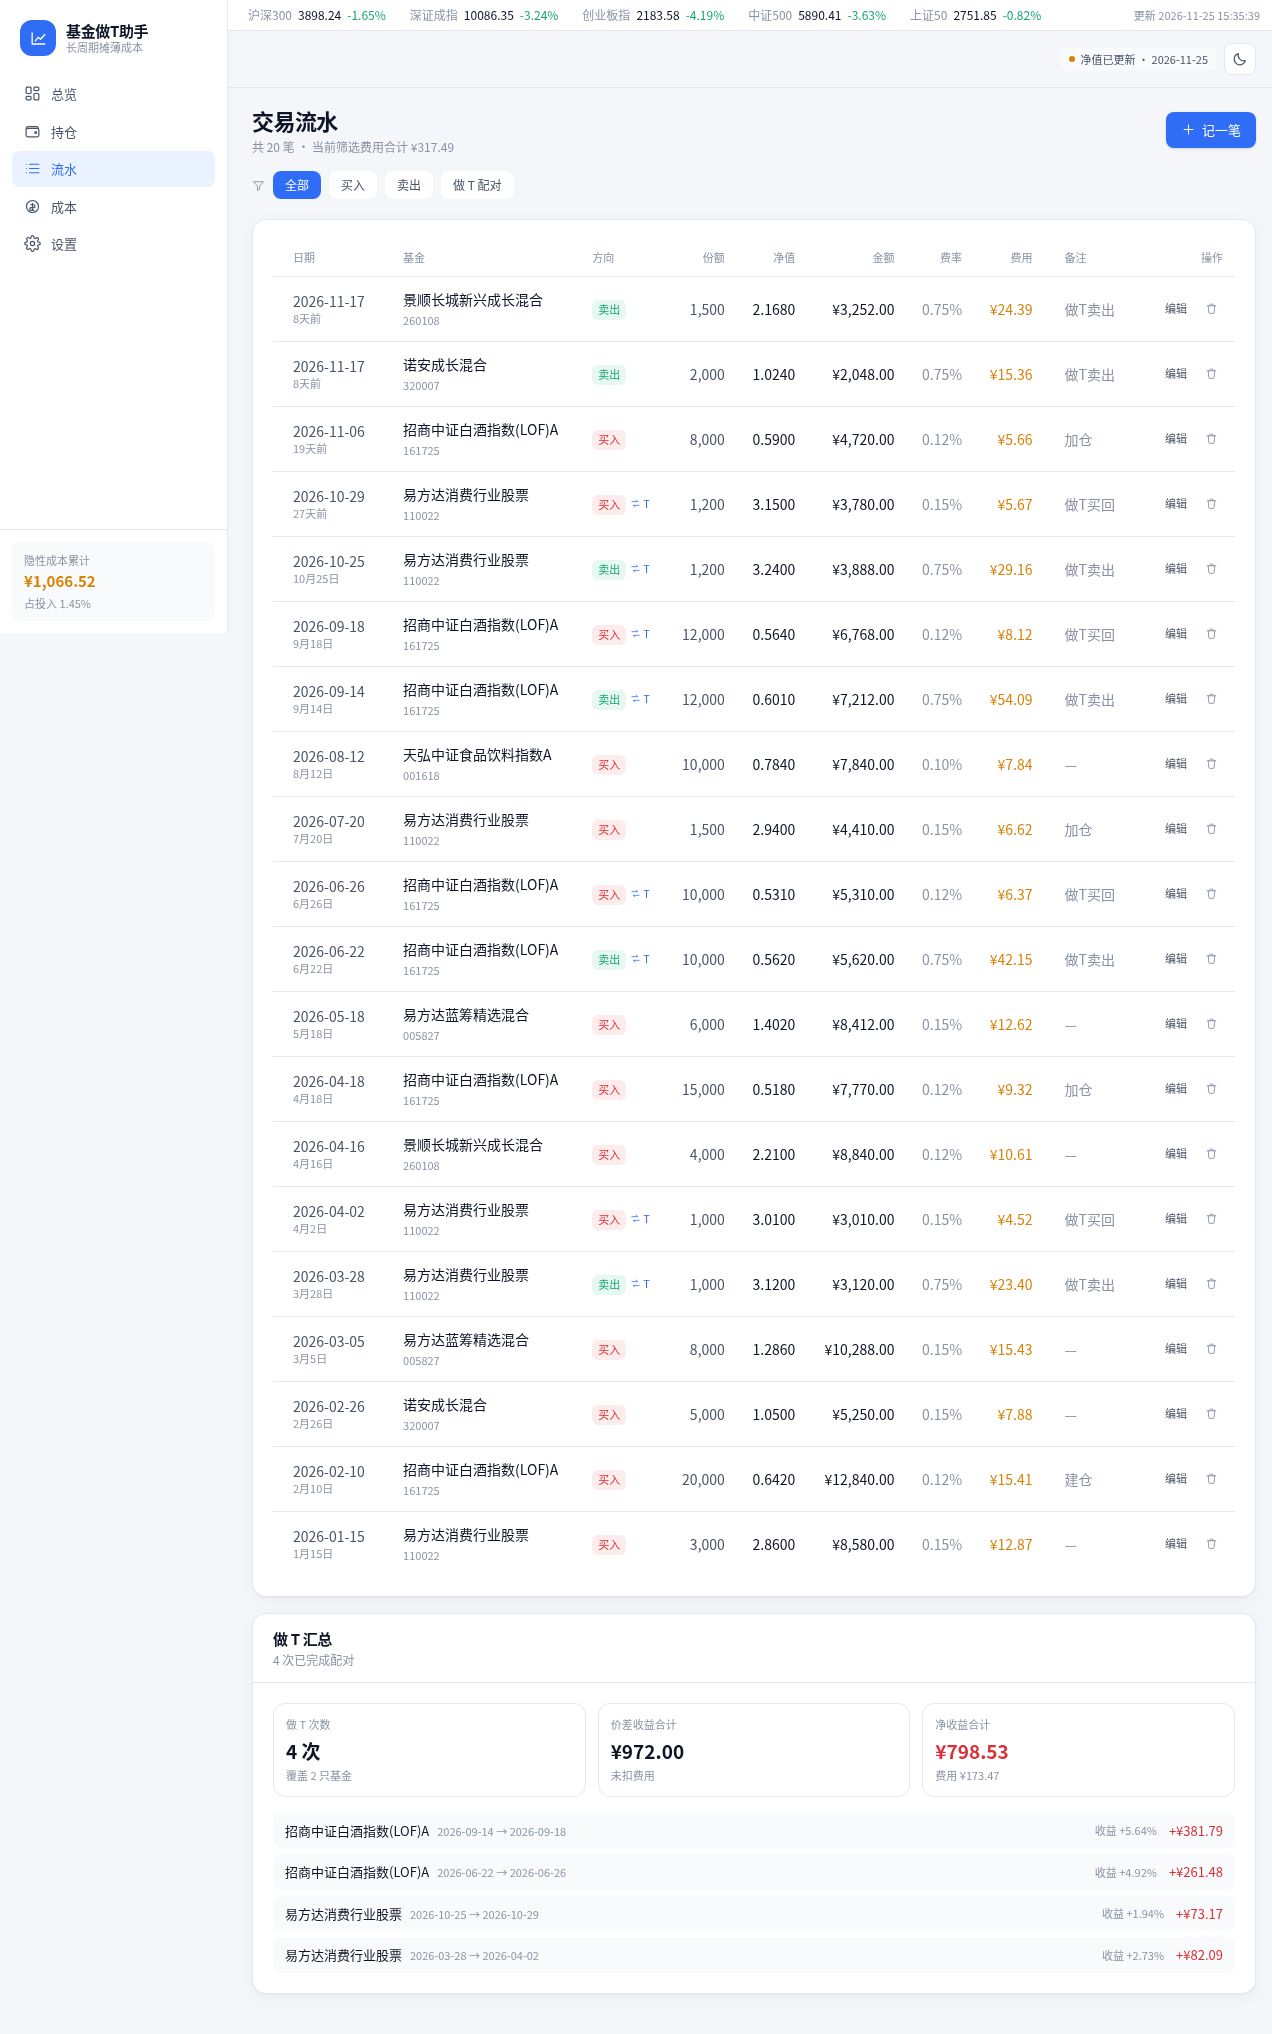 沪深300 3898.24 -1.65% 深证成指 10086.35 -3.24% 创业板指 2183.58 -4.19% 中证500 5890.41 -3.63% 上证50 2751.85 -0.82% 更新 2026-11-25 15:35:39
基金做T助手
长周期摊薄成本
总览
持仓
流水
成本
设置
隐性成本累计
¥1,066.52
占投入 1.45%
净值已更新 · 2026-11-25
交易流水
共 20 笔 · 当前筛选费用合计 ¥317.49
记一笔
全部 买入 卖出 做 T 配对
日期 基金 方向 份额 净值 金额 费率 费用 备注 操作
2026-11-17 景顺长城新兴成长混合 卖出 1,500 2.1680 ¥3,252.00 0.75% ¥24.39 做T卖出 编辑
8天前 260108
2026-11-17 诺安成长混合 卖出 2,000 1.0240 ¥2,048.00 0.75% ¥15.36 做T卖出 编辑
8天前 320007
2026-11-06 招商中证白酒指数(LOF)A 买入 8,000 0.5900 ¥4,720.00 0.12% ¥5.66 加仓 编辑
19天前 161725
2026-10-29 易方达消费行业股票 买入 T 1,200 3.1500 ¥3,780.00 0.15% ¥5.67 做T买回 编辑
27天前 110022
2026-10-25 易方达消费行业股票 卖出 T 1,200 3.2400 ¥3,888.00 0.75% ¥29.16 做T卖出 编辑
10月25日 110022
2026-09-18 招商中证白酒指数(LOF)A 买入 T 12,000 0.5640 ¥6,768.00 0.12% ¥8.12 做T买回 编辑
9月18日 161725
2026-09-14 招商中证白酒指数(LOF)A 卖出 T 12,000 0.6010 ¥7,212.00 0.75% ¥54.09 做T卖出 编辑
9月14日 161725
2026-08-12 天弘中证食品饮料指数A 买入 10,000 0.7840 ¥7,840.00 0.10% ¥7.84 — 编辑
8月12日 001618
2026-07-20 易方达消费行业股票 买入 1,500 2.9400 ¥4,410.00 0.15% ¥6.62 加仓 编辑
7月20日 110022
2026-06-26 招商中证白酒指数(LOF)A 买入 T 10,000 0.5310 ¥5,310.00 0.12% ¥6.37 做T买回 编辑
6月26日 161725
2026-06-22 招商中证白酒指数(LOF)A 卖出 T 10,000 0.5620 ¥5,620.00 0.75% ¥42.15 做T卖出 编辑
6月22日 161725
2026-05-18 易方达蓝筹精选混合 买入 6,000 1.4020 ¥8,412.00 0.15% ¥12.62 — 编辑
5月18日 005827
2026-04-18 招商中证白酒指数(LOF)A 买入 15,000 0.5180 ¥7,770.00 0.12% ¥9.32 加仓 编辑
4月18日 161725
2026-04-16 景顺长城新兴成长混合 买入 4,000 2.2100 ¥8,840.00 0.12% ¥10.61 — 编辑
4月16日 260108
2026-04-02 易方达消费行业股票 买入 T 1,000 3.0100 ¥3,010.00 0.15% ¥4.52 做T买回 编辑
4月2日 110022
2026-03-28 易方达消费行业股票 卖出 T 1,000 3.1200 ¥3,120.00 0.75% ¥23.40 做T卖出 编辑
3月28日 110022
2026-03-05 易方达蓝筹精选混合 买入 8,000 1.2860 ¥10,288.00 0.15% ¥15.43 — 编辑
3月5日 005827
2026-02-26 诺安成长混合 买入 5,000 1.0500 ¥5,250.00 0.15% ¥7.88 — 编辑
2月26日 320007
2026-02-10 招商中证白酒指数(LOF)A 买入 20,000 0.6420 ¥12,840.00 0.12% ¥15.41 建仓 编辑
2月10日 161725
2026-01-15 易方达消费行业股票 买入 3,000 2.8600 ¥8,580.00 0.15% ¥12.87 — 编辑
1月15日 110022
做 T 汇总
4 次已完成配对
做 T 次数 价差收益合计 净收益合计
4 次 ¥972.00 ¥798.53
覆盖 2 只基金 未扣费用 费用 ¥173.47
招商中证白酒指数(LOF)A 2026-09-14 → 2026-09-18 收益 +5.64% +¥381.79
招商中证白酒指数(LOF)A 2026-06-22 → 2026-06-26 收益 +4.92% +¥261.48
易方达消费行业股票 2026-10-25 → 2026-10-29 收益 +1.94% +¥73.17
易方达消费行业股票 2026-03-28 → 2026-04-02 收益 +2.73% +¥82.09